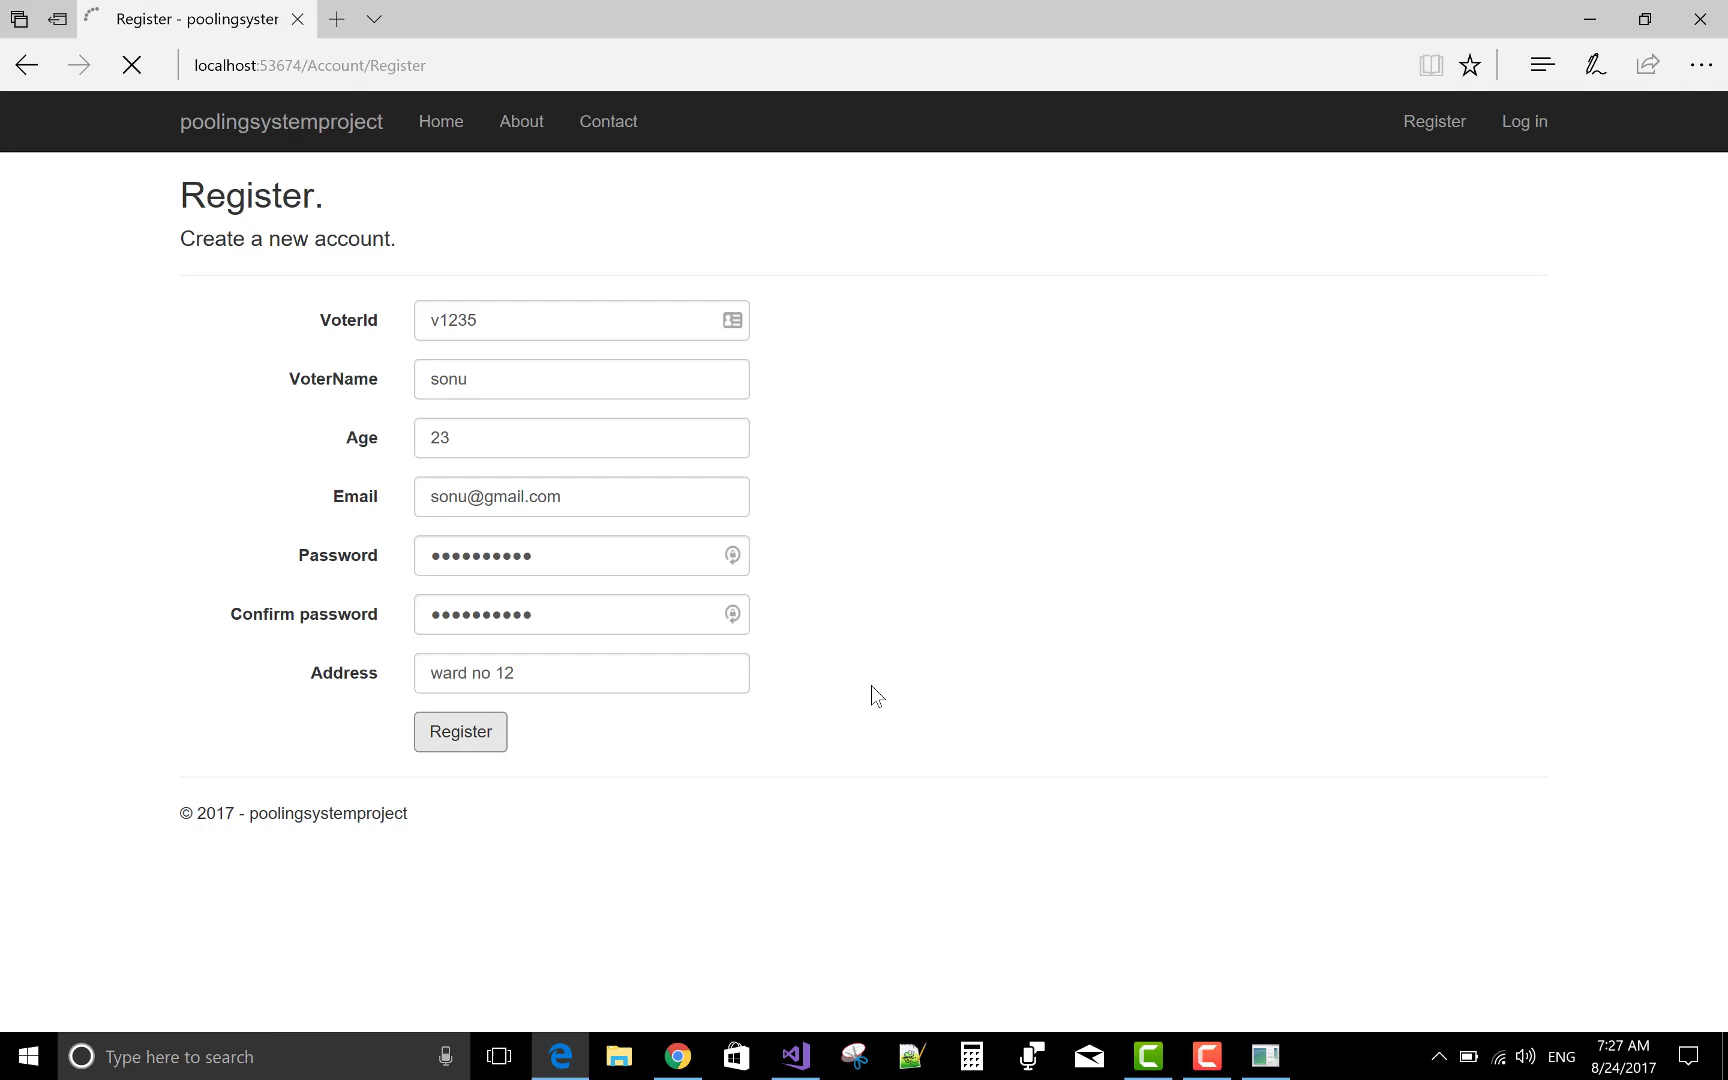 Register - poolingsyster
localhost:53674/Account/Register
poolingsystemproject Home About Contact Register Log in
Register.
Create a new account.
VoterId v1235
VoterName sonu
Age 23
Email sonu@gmail.com
Password ••••••••••
Confirm password ••••••••••
Address ward no 12
Register
© 2017 - poolingsystemproject
Type here to search
ENG
7:27 AM
8/24/2017